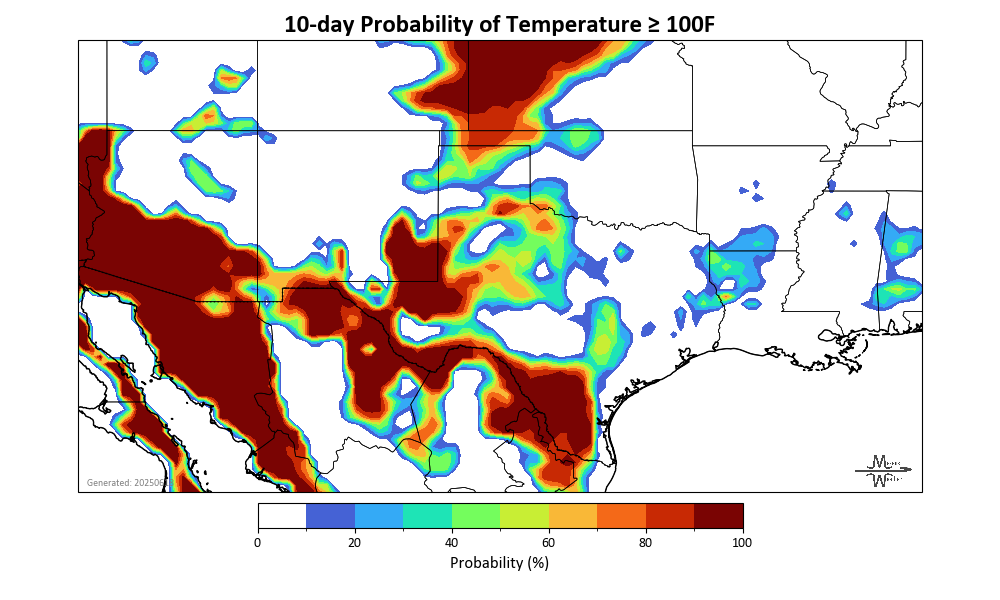 10-day Probability of Temperature ≥ 100F
Generated: 202506
0 20 40 60 80 100
Probability (%)